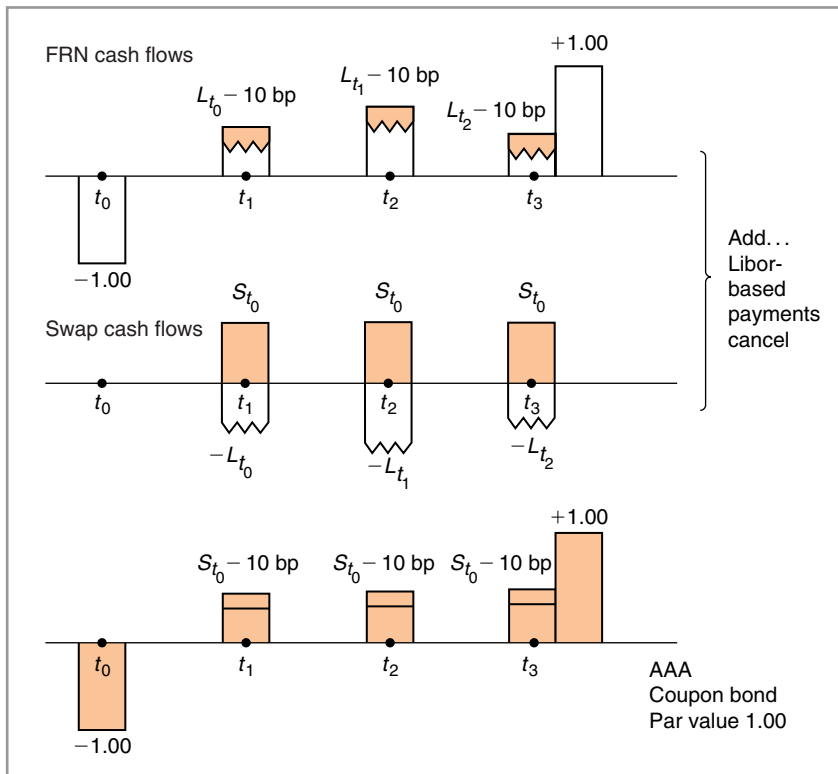 FRN cash flows
+1.00
L_{t_0} − 10 bp
L_{t_1} − 10 bp
L_{t_2} − 10 bp
t_0
t_1
t_2
t_3
−1.00
Add…
Libor-
based
payments
cancel
Swap cash flows
S_{t_0}
S_{t_0}
S_{t_0}
t_0
t_1
t_2
t_3
−L_{t_0}
−L_{t_1}
−L_{t_2}
+1.00
S_{t_0} − 10 bp
S_{t_0} − 10 bp
S_{t_0} − 10 bp
t_0
t_1
t_2
t_3
−1.00
AAA
Coupon bond
Par value 1.00